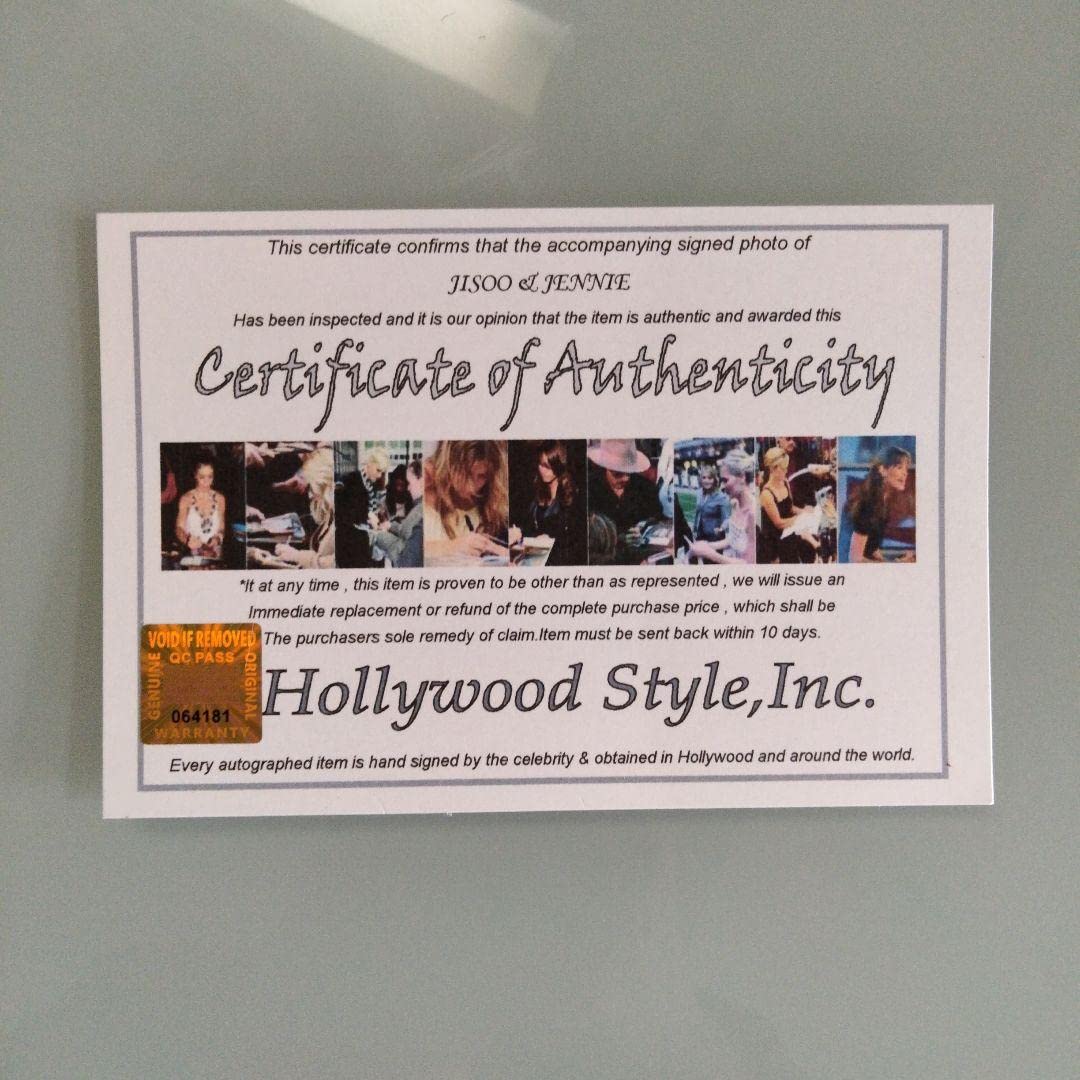 This certificate confirms that the accompanying signed photo of
JISOO & JENNIE
Has been inspected and it is our opinion that the item is authentic and awarded this
Certificate of Authenticity
*It at any time , this item is proven to be other than as represented , we will issue an
Immediate replacement or refund of the complete purchase price , which shall be
The purchasers sole remedy of claim.Item must be sent back within 10 days.
VOID IF REMOVED
QC PASS
GENUINE
ORIGINAL
064181
WARRANTY
Hollywood Style,Inc.
Every autographed item is hand signed by the celebrity & obtained in Hollywood and around the world.